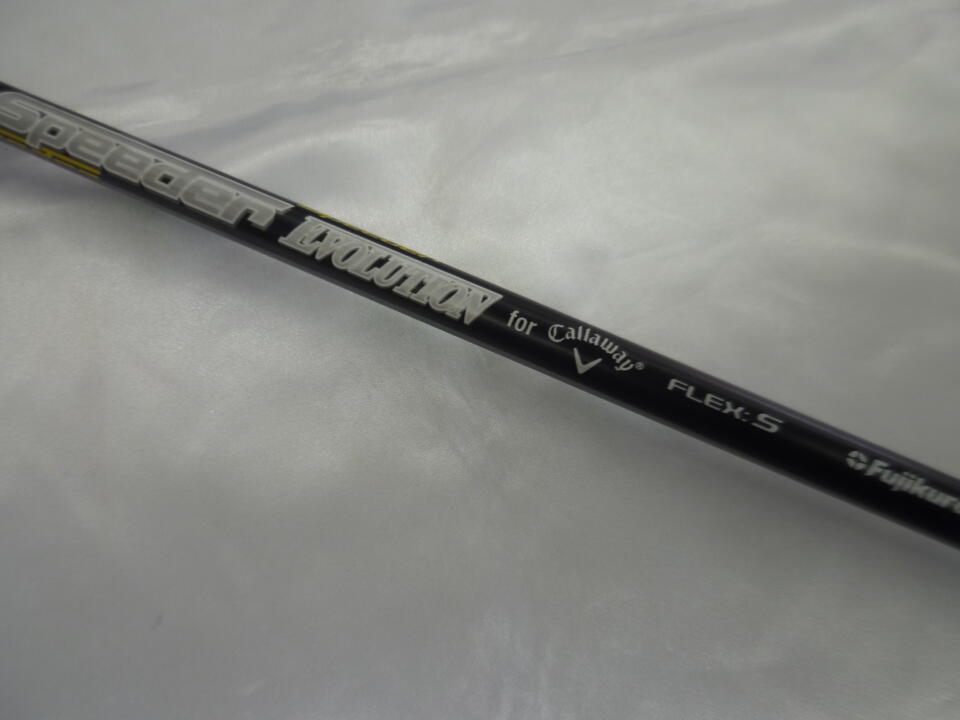 Speeder EVOLUTION for Callaway® FLEX: S Fujikura